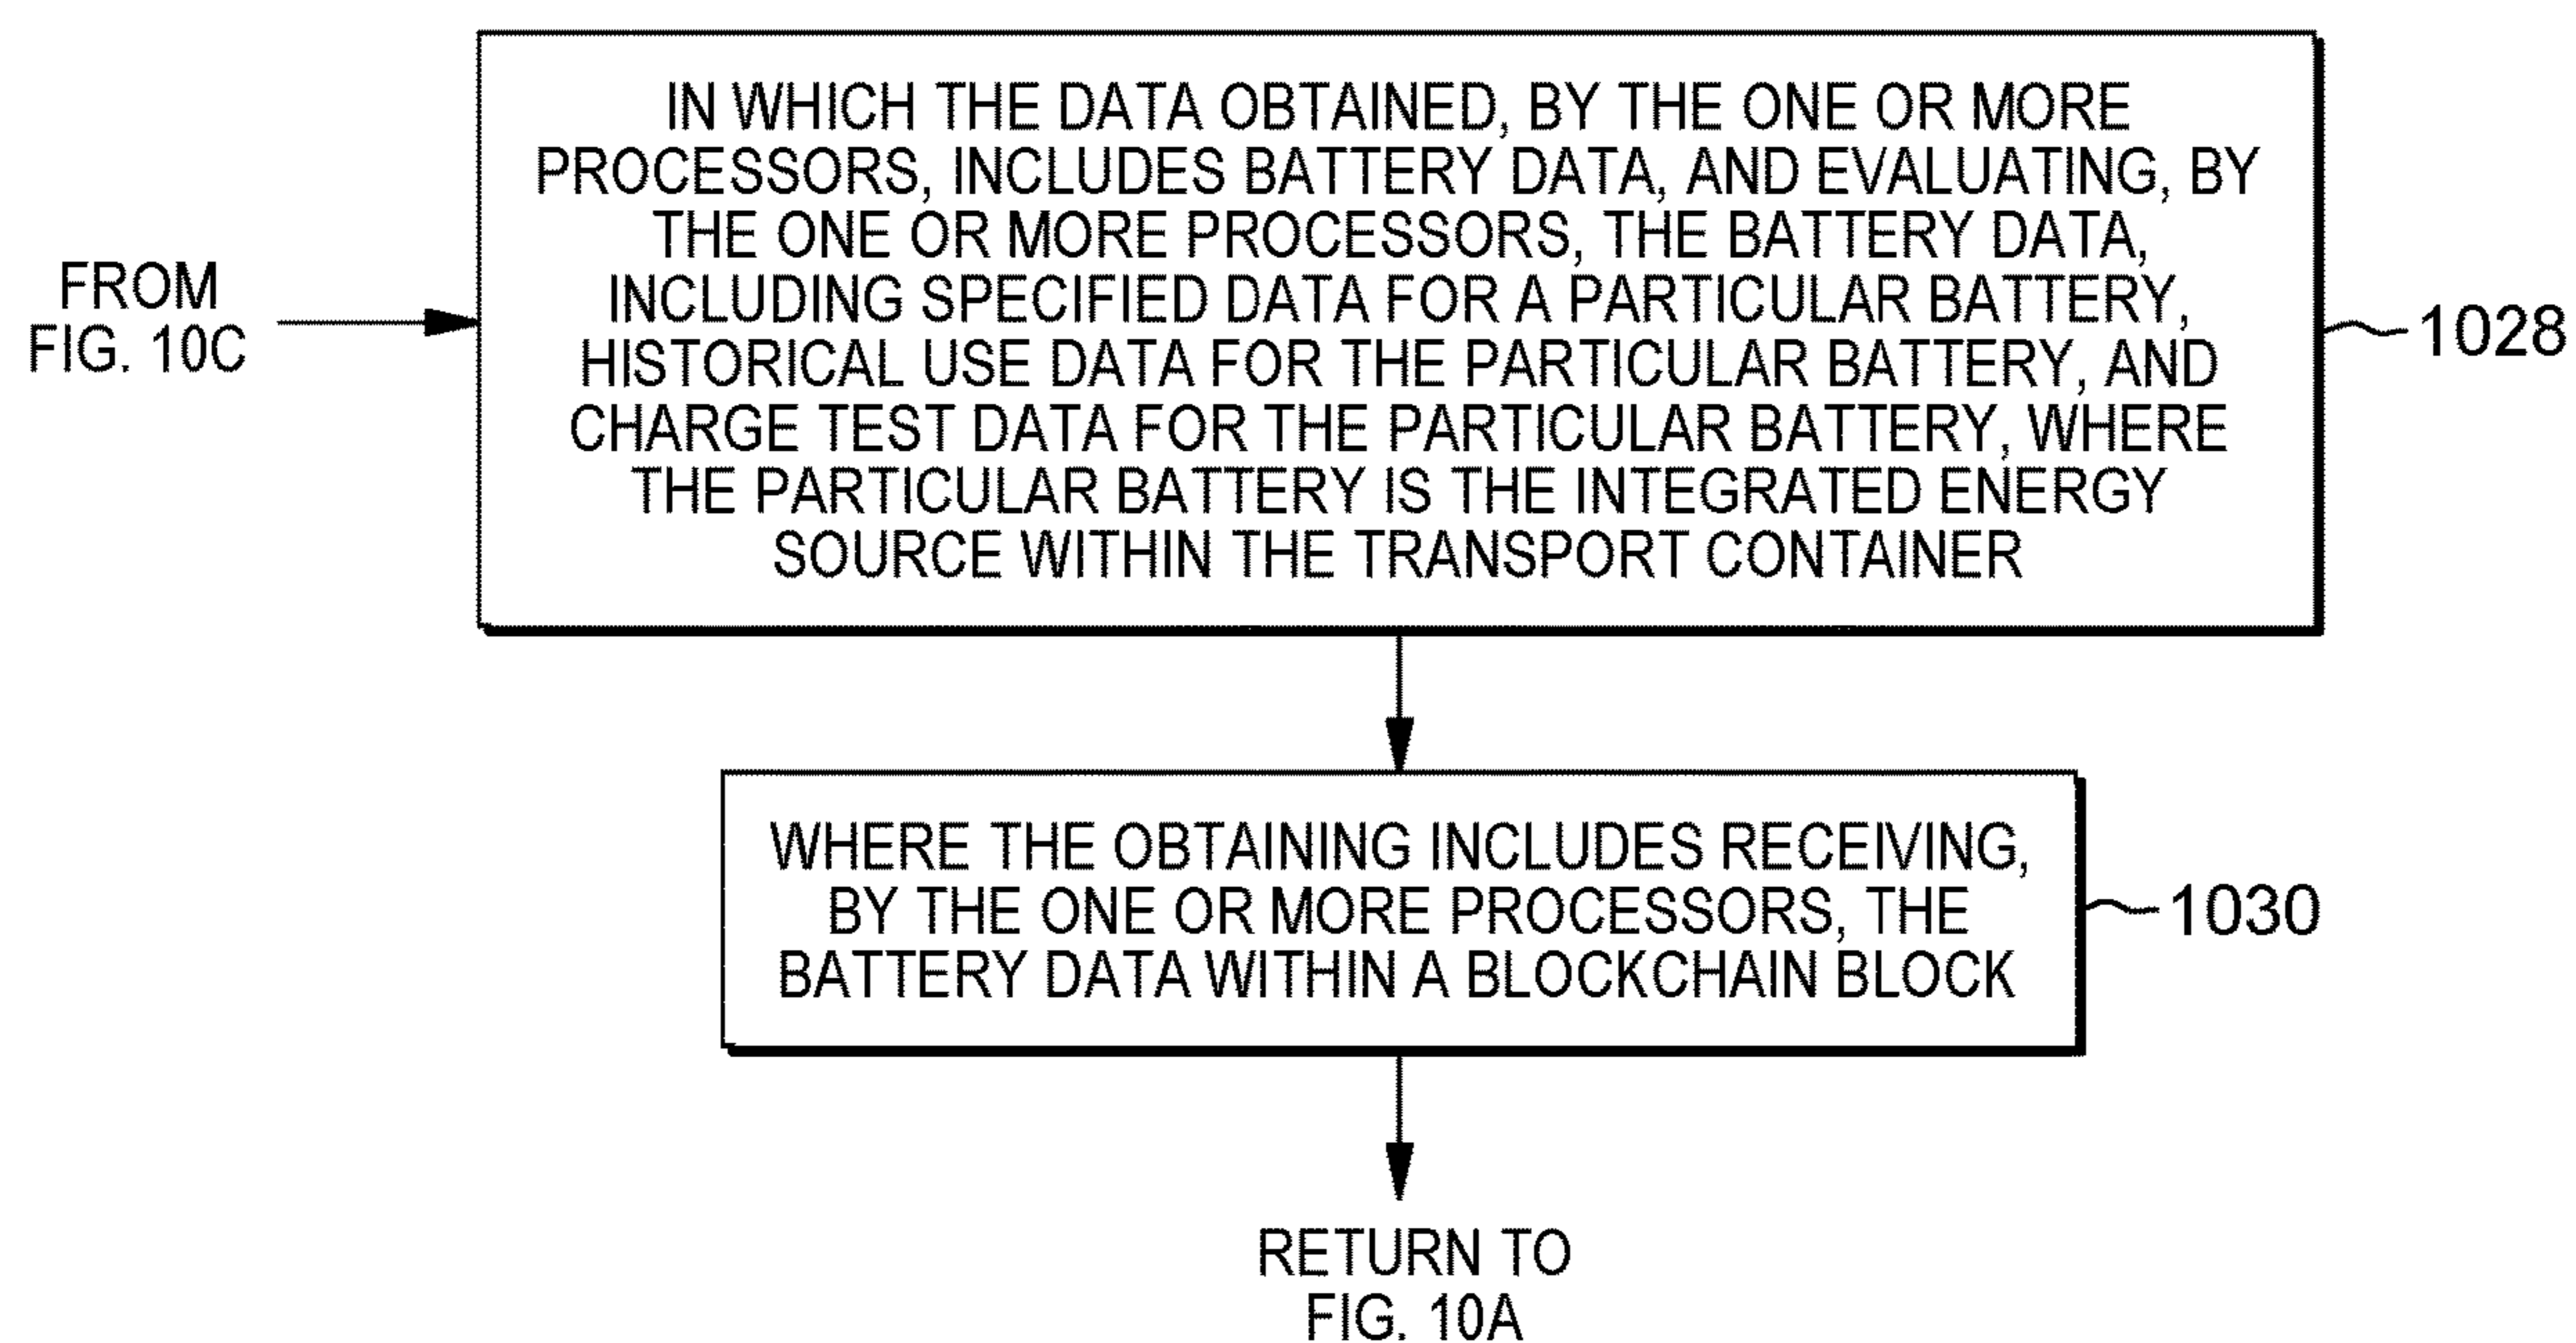 FROM
FIG. 10C
IN WHICH THE DATA OBTAINED, BY THE ONE OR MORE
PROCESSORS, INCLUDES BATTERY DATA, AND EVALUATING, BY
THE ONE OR MORE PROCESSORS, THE BATTERY DATA,
INCLUDING SPECIFIED DATA FOR A PARTICULAR BATTERY,
HISTORICAL USE DATA FOR THE PARTICULAR BATTERY, AND
CHARGE TEST DATA FOR THE PARTICULAR BATTERY, WHERE
THE PARTICULAR BATTERY IS THE INTEGRATED ENERGY
SOURCE WITHIN THE TRANSPORT CONTAINER
1028
WHERE THE OBTAINING INCLUDES RECEIVING,
BY THE ONE OR MORE PROCESSORS, THE
BATTERY DATA WITHIN A BLOCKCHAIN BLOCK
1030
RETURN TO
FIG. 10A